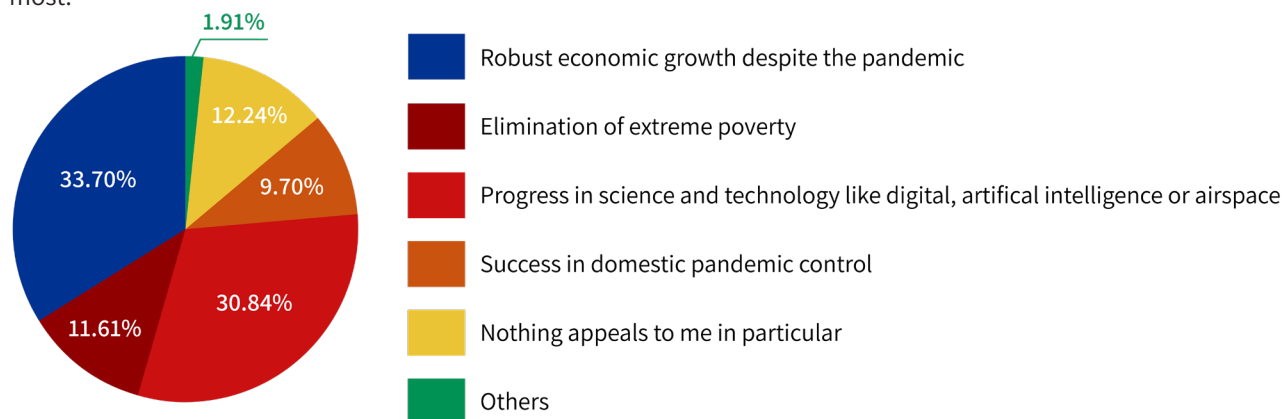 most.
1.91%
12.24%
33.70%
9.70%
30.84%
11.61%
Robust economic growth despite the pandemic
Elimination of extreme poverty
Progress in science and technology like digital, artifical intelligence or airspace
Success in domestic pandemic control
Nothing appeals to me in particular
Others